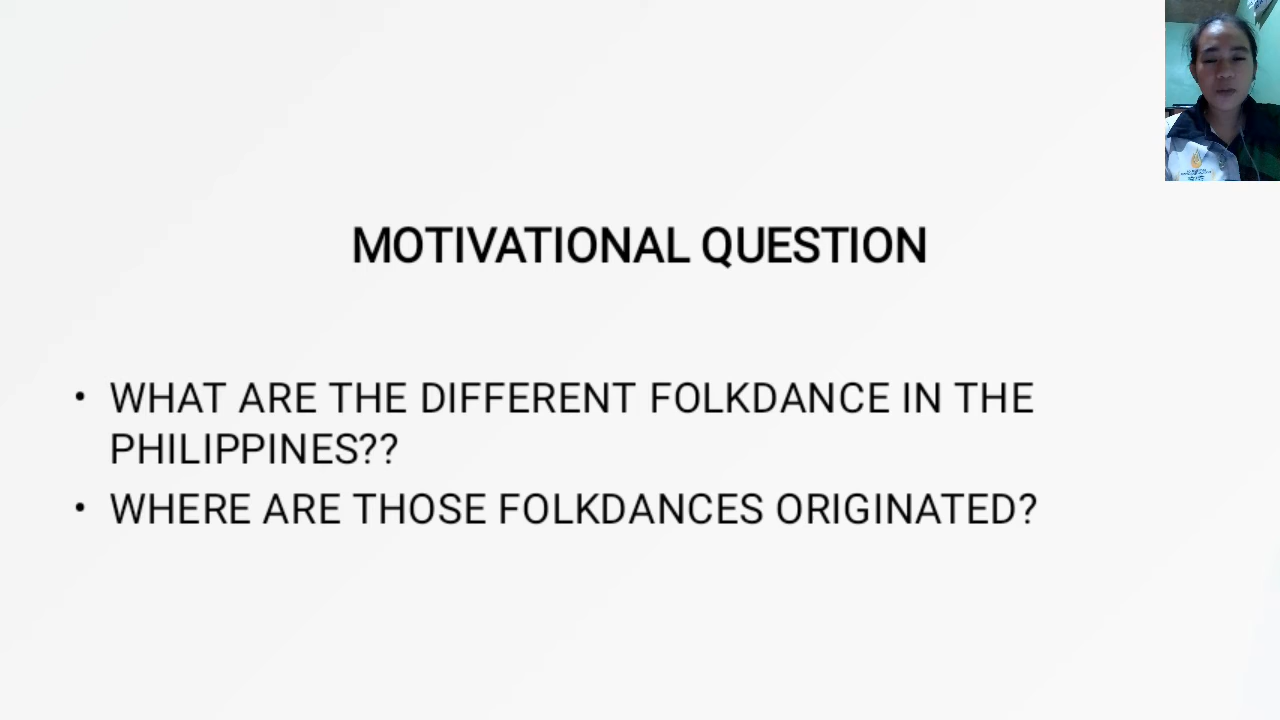 MOTIVATIONAL QUESTION
• WHAT ARE THE DIFFERENT FOLKDANCE IN THE
PHILIPPINES??
• WHERE ARE THOSE FOLKDANCES ORIGINATED?